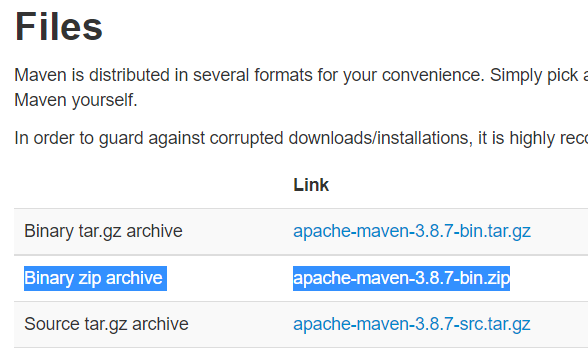 Files
Maven is distributed in several formats for your convenience. Simply pick a
Maven yourself.
In order to guard against corrupted downloads/installations, it is highly reco
Link
Binary tar.gz archive apache-maven-3.8.7-bin.tar.gz
Binary zip archive apache-maven-3.8.7-bin.zip
Source tar.gz archive apache-maven-3.8.7-src.tar.gz